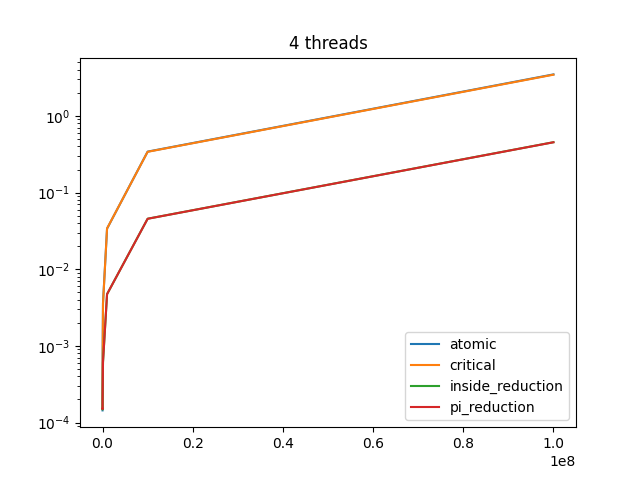 4 threads
10⁰
10⁻¹
10⁻²
10⁻³
10⁻⁴
0.0 0.2 0.4 0.6 0.8 1.0
1e8
atomic
critical
inside_reduction
pi_reduction